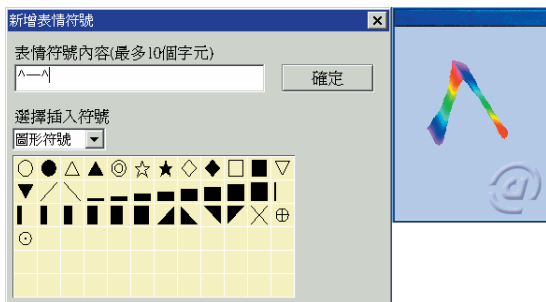 新增表情符號
表情符號內容(最多10個字元)
^—^
確定
選擇插入符號
圖形符號
○ ● △ ▲ ◎ ☆ ★ ◇ ◆ □ ■ ▽
▼ ╱ ╲ ▁ ▂ ▃ ▄ ▅ ▆ ▇ █ ▏
▎ ▍ ▌ ▋ ▊ ▉ ◢ ◣ ◥ ◤ ╳ ⊕
⊙
^
@